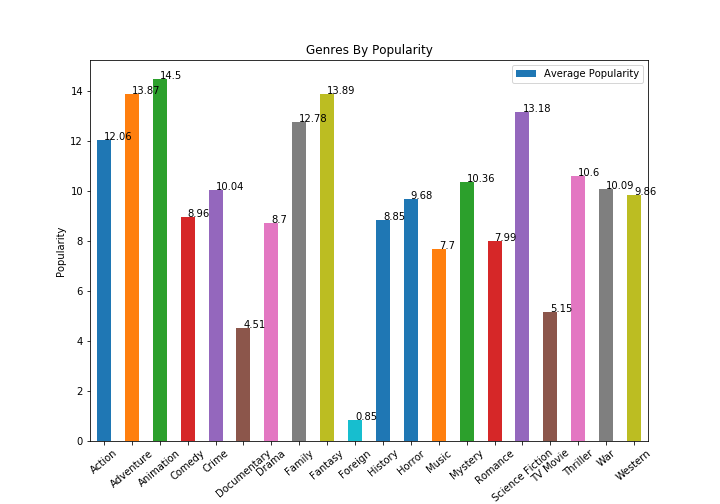 Genres By Popularity
Average Popularity
Popularity
14
12
10
8
6
4
2
0
12.06
13.87
14.5
8.96
10.04
4.51
8.7
12.78
13.89
0.85
8.85
9.68
7.7
10.36
7.99
13.18
5.15
10.6
10.09
9.86
Action
Adventure
Animation
Comedy
Crime
Documentary
Drama
Family
Fantasy
Foreign
History
Horror
Music
Mystery
Romance
Science Fiction
TV Movie
Thriller
War
Western